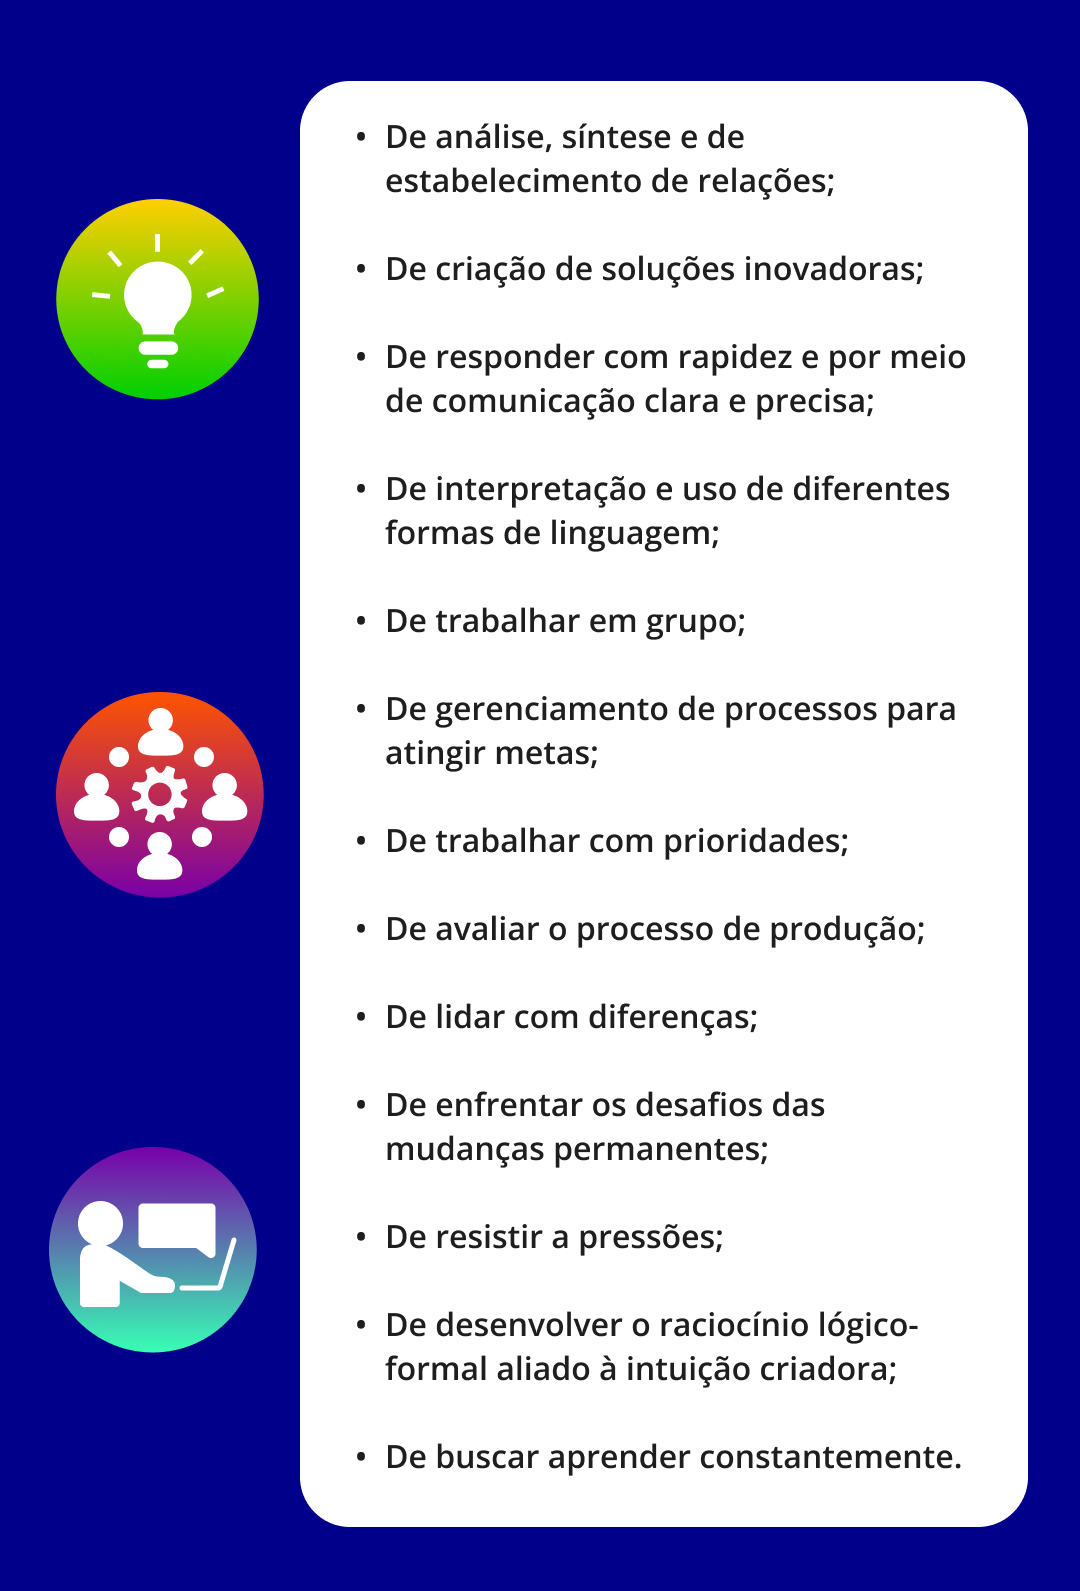 • De análise, síntese e de
estabelecimento de relações;
• De criação de soluções inovadoras;
• De responder com rapidez e por meio
de comunicação clara e precisa;
• De interpretação e uso de diferentes
formas de linguagem;
• De trabalhar em grupo;
• De gerenciamento de processos para
atingir metas;
• De trabalhar com prioridades;
• De avaliar o processo de produção;
• De lidar com diferenças;
• De enfrentar os desafios das
mudanças permanentes;
• De resistir a pressões;
• De desenvolver o raciocínio lógico-
formal aliado à intuição criadora;
• De buscar aprender constantemente.